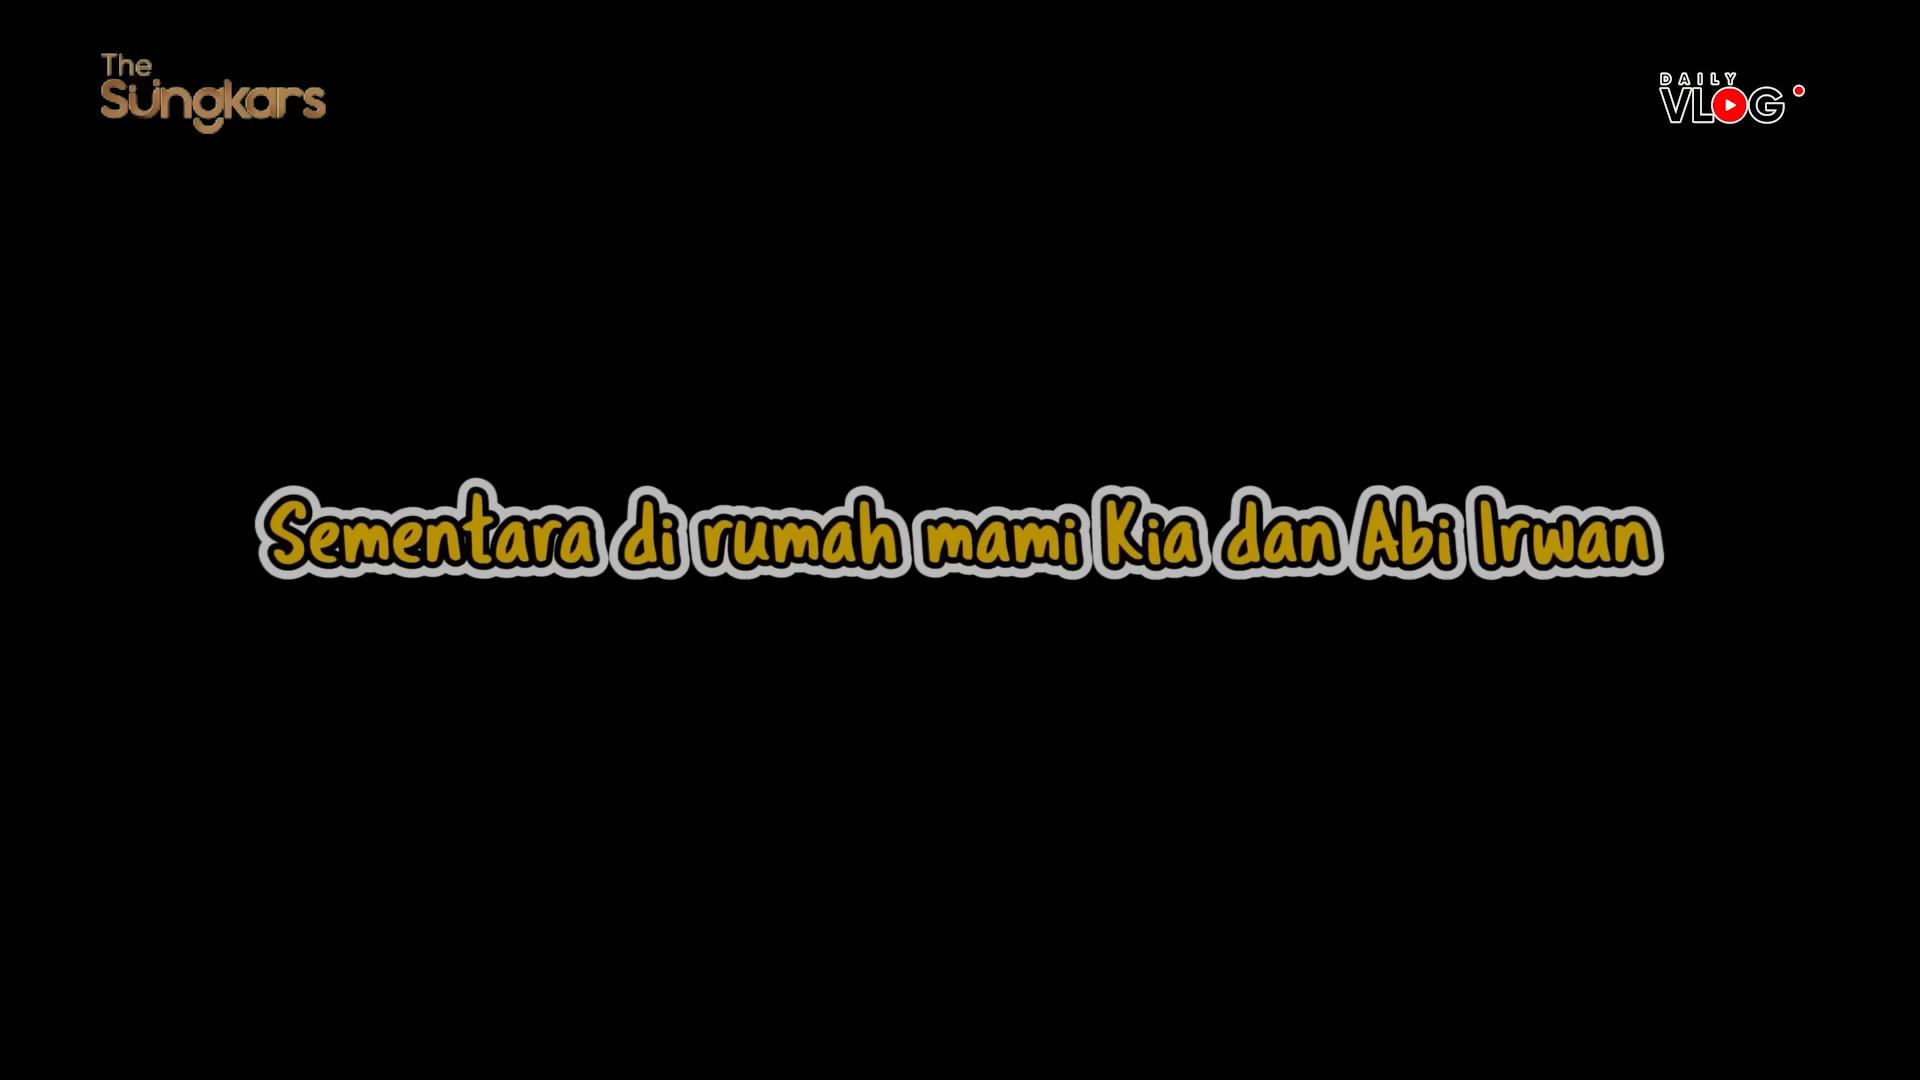 The
Sungkars
DAILY
VLOG
Sementara di rumah mami Kia dan Abi Irwan